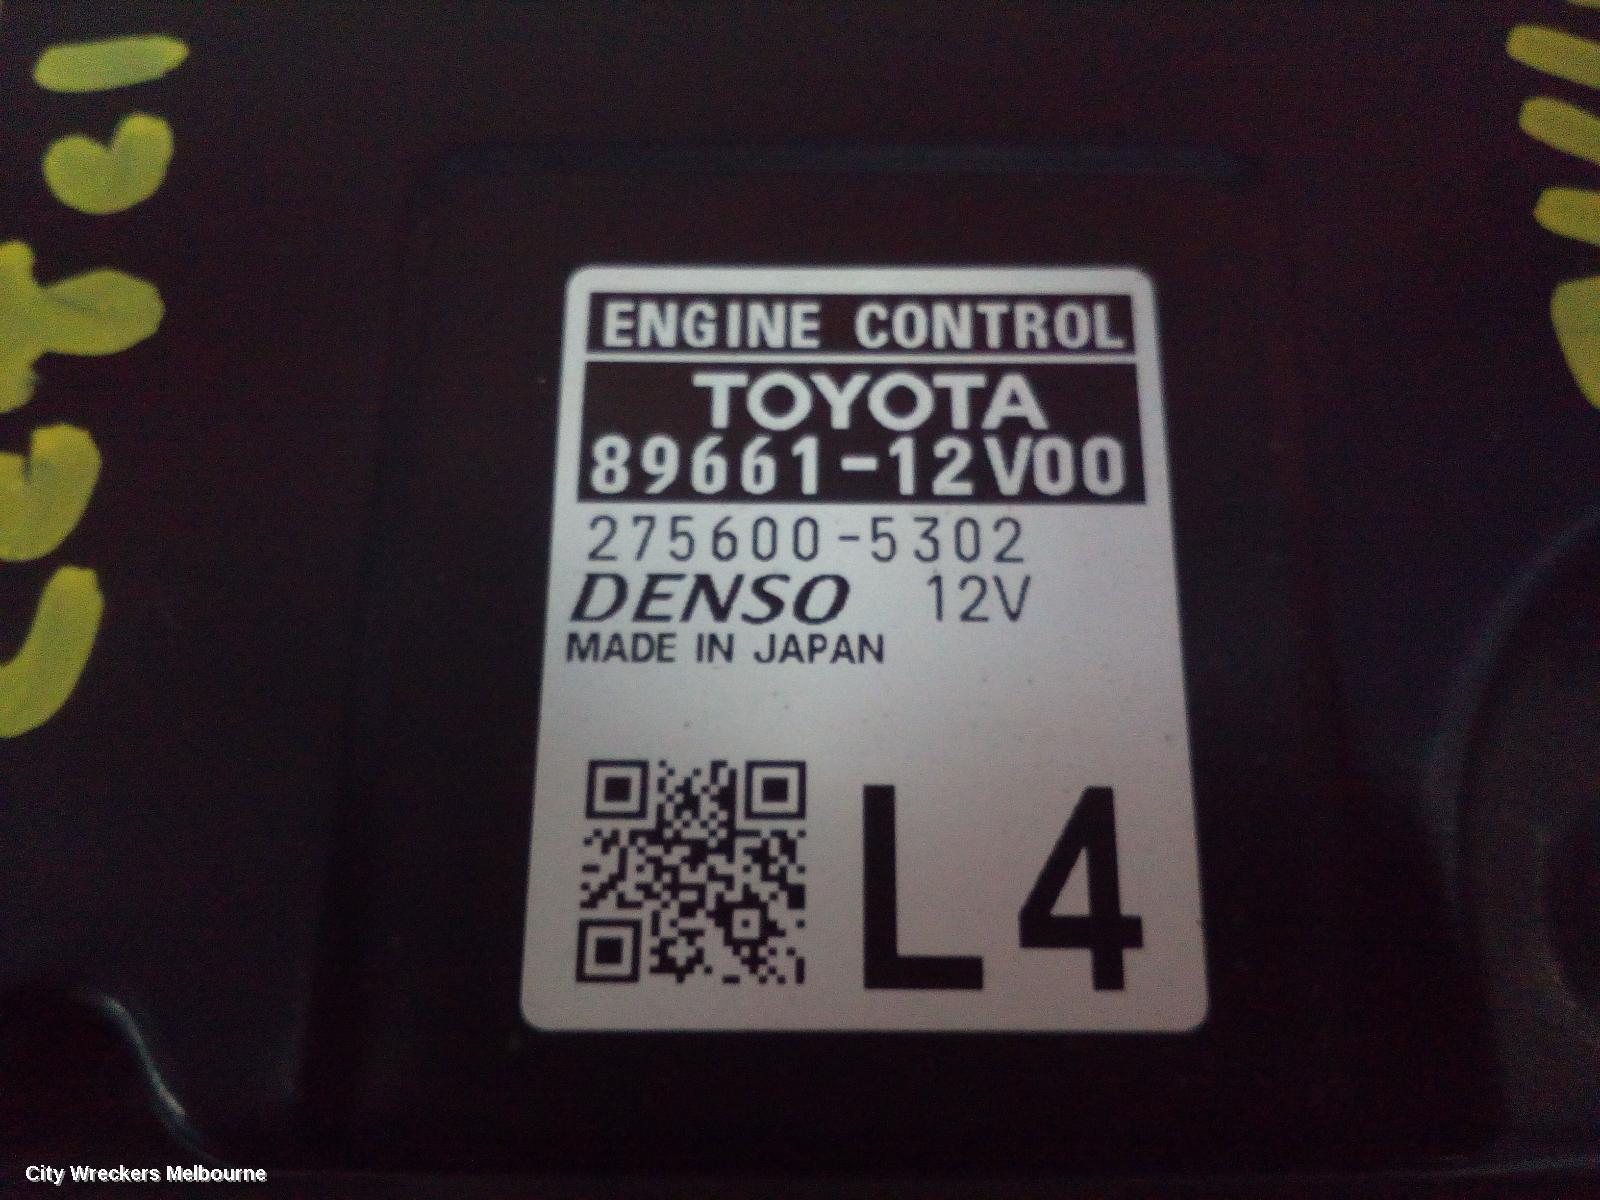 ENGINE CONTROL
TOYOTA
89661-12V00
275600-5302
DENSO 12V
MADE IN JAPAN
L4
City Wreckers Melbourne